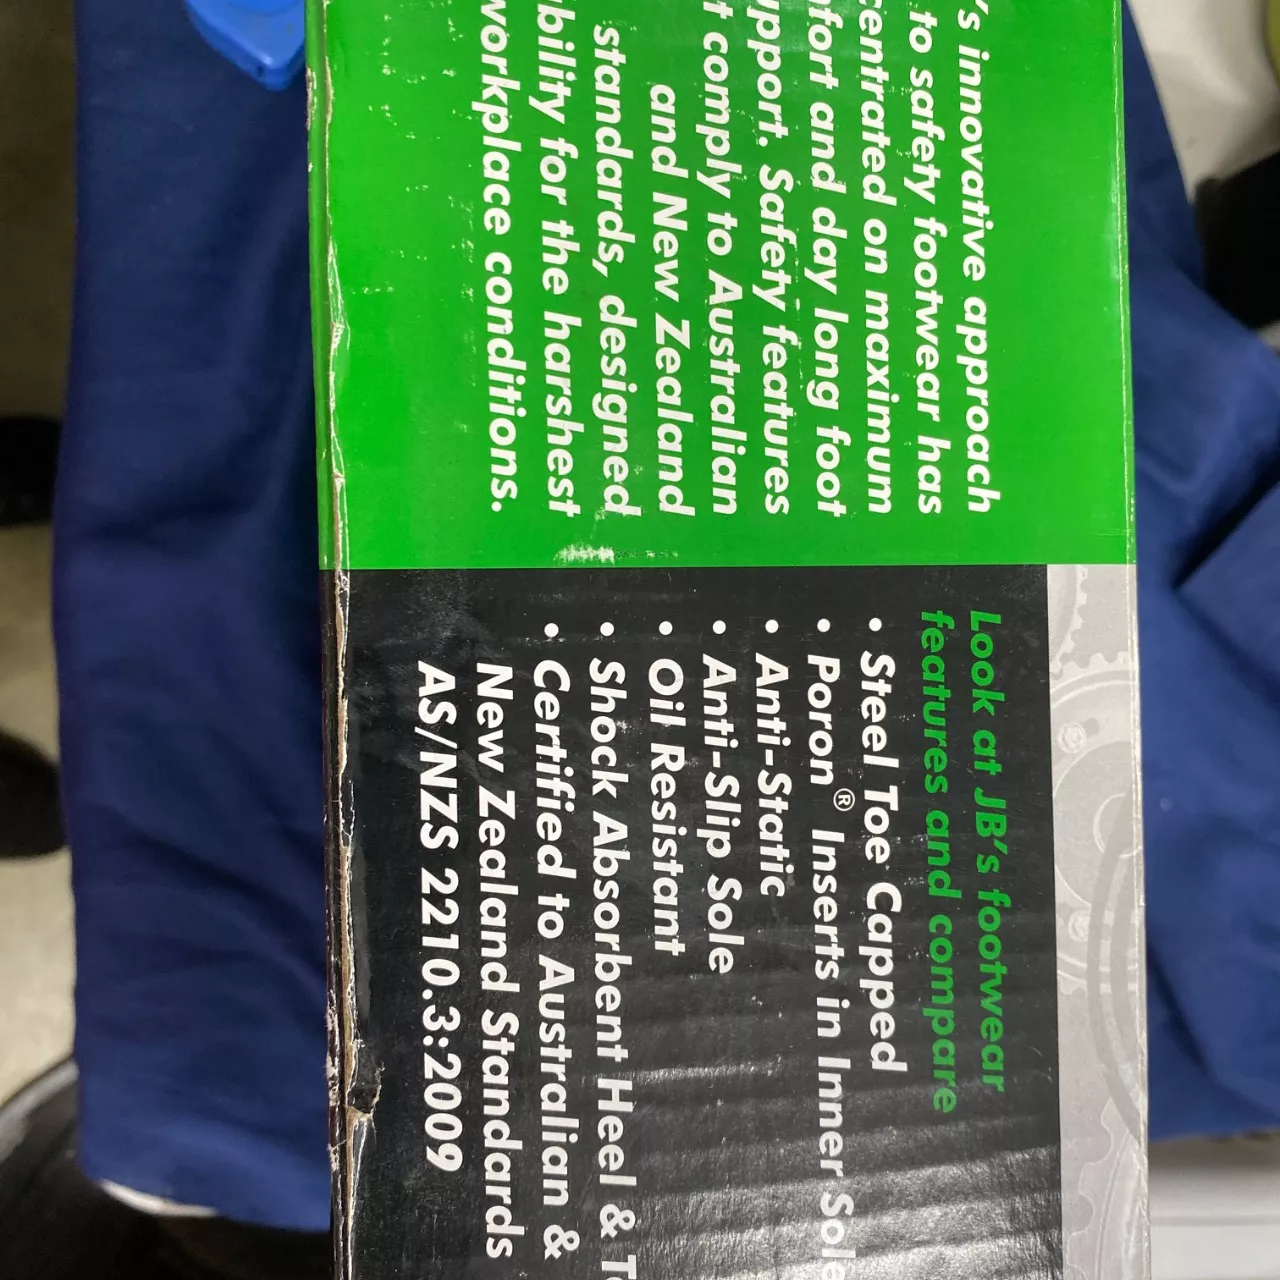 's innovative approach
to safety footwear has
centrated on maximum
fort and day long foot
upport. Safety features
t comply to Australian
and New Zealand
standards, designed
bility for the harshest
workplace conditions.
Look at JB's footwear
features and compare
• Steel Toe Capped
• Poron® Inserts in Inner Sole
• Anti-Static
• Anti-Slip Sole
• Oil Resistant
• Shock Absorbent Heel &
• Certified to Australian &
New Zealand Standards
AS/NZS 2210.3:2009